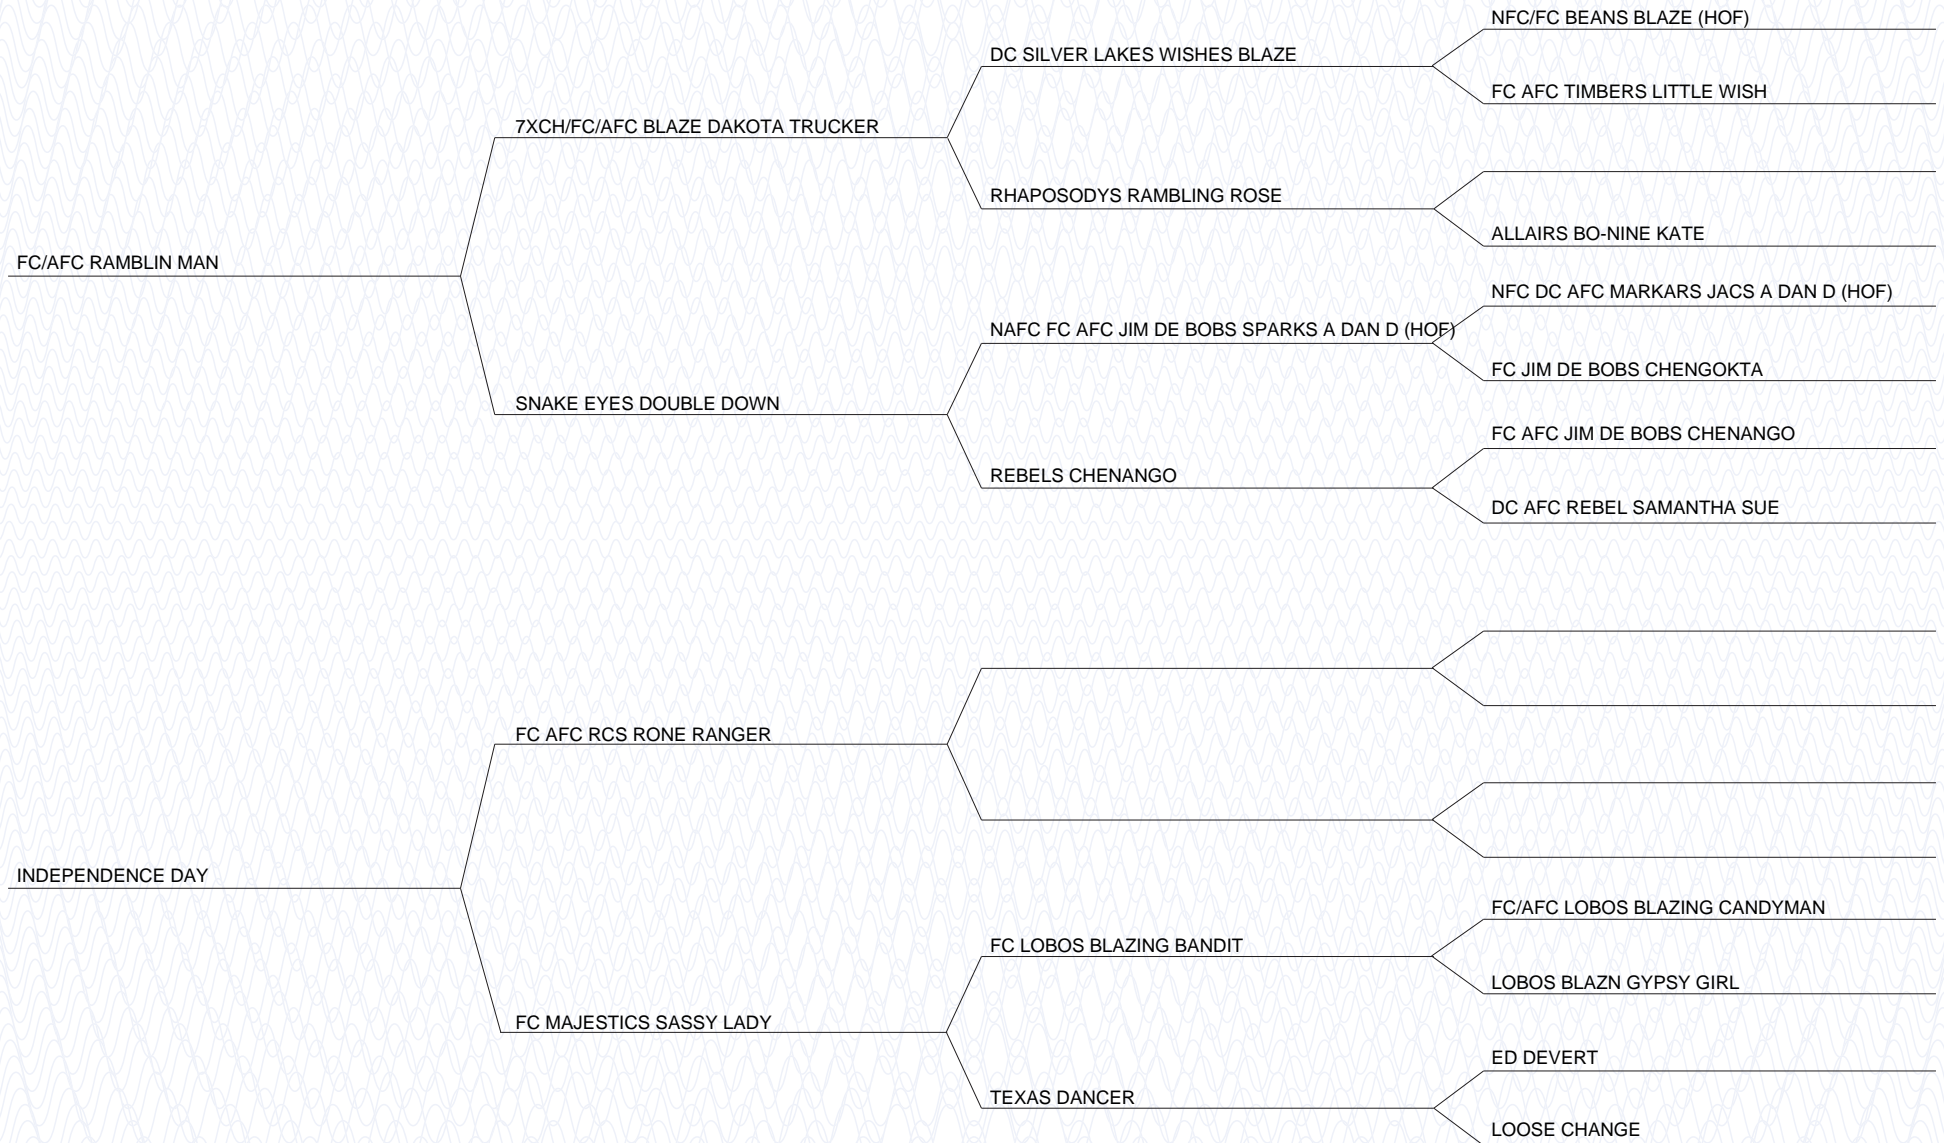 NFC/FC BEANS BLAZE (HOF)
DC SILVER LAKES WISHES BLAZE
FC AFC TIMBERS LITTLE WISH
7XCH/FC/AFC BLAZE DAKOTA TRUCKER
RHAPOSODYS RAMBLING ROSE
ALLAIRS BO-NINE KATE
FC/AFC RAMBLIN MAN
NFC DC AFC MARKARS JACS A DAN D (HOF)
NAFC FC AFC JIM DE BOBS SPARKS A DAN D (HOF)
FC JIM DE BOBS CHENGOKTA
SNAKE EYES DOUBLE DOWN
FC AFC JIM DE BOBS CHENANGO
REBELS CHENANGO
DC AFC REBEL SAMANTHA SUE
FC AFC RCS RONE RANGER
INDEPENDENCE DAY
FC/AFC LOBOS BLAZING CANDYMAN
FC LOBOS BLAZING BANDIT
LOBOS BLAZN GYPSY GIRL
FC MAJESTICS SASSY LADY
ED DEVERT
TEXAS DANCER
LOOSE CHANGE